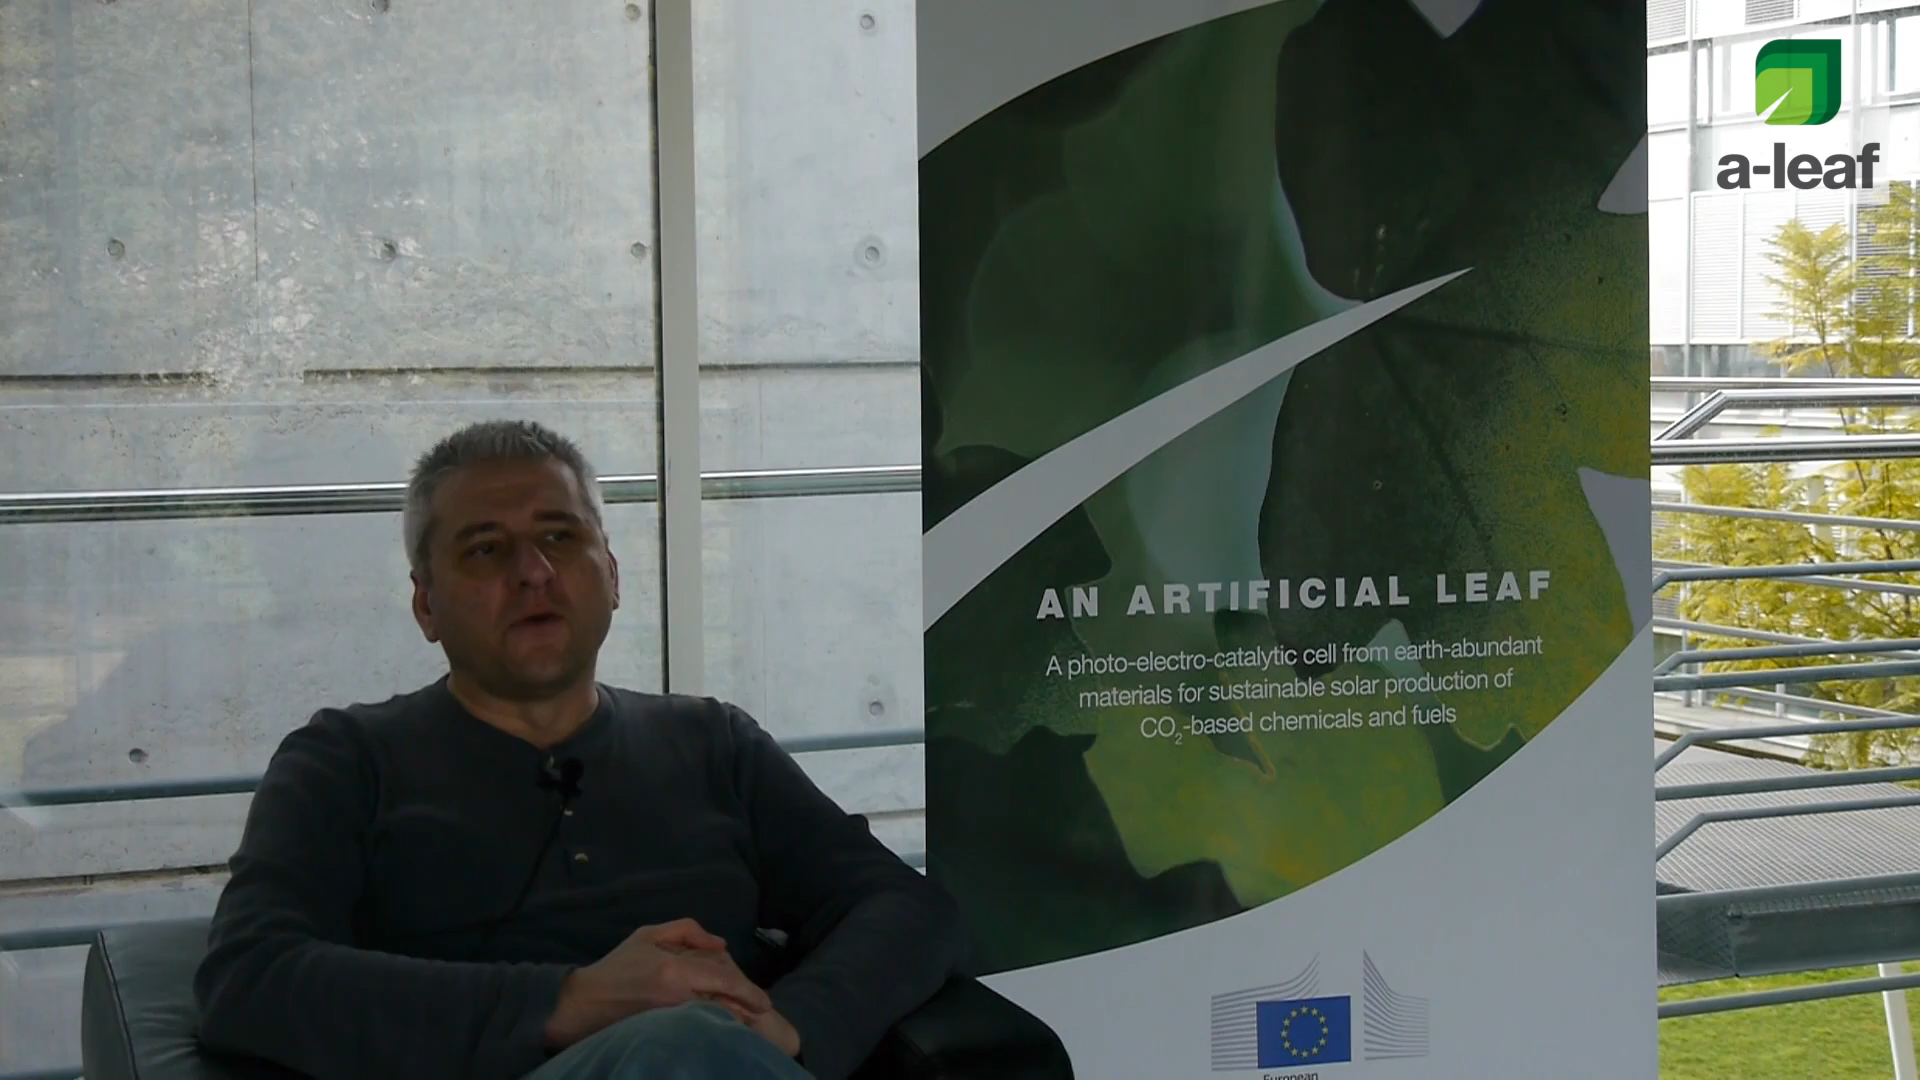 a-leaf
AN ARTIFICIAL LEAF
A photo-electro-catalytic cell from earth-abundant
materials for sustainable solar production of
CO₂-based chemicals and fuels
European